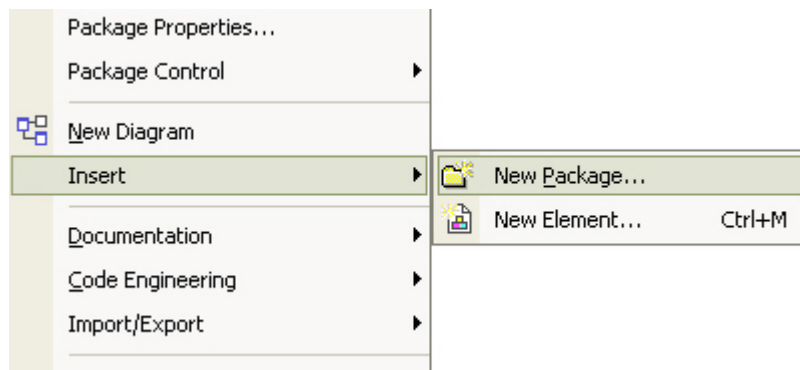 Package Properties...
Package Control
New Diagram
Insert
New Package...
New Element... Ctrl+M
Documentation
Code Engineering
Import/Export